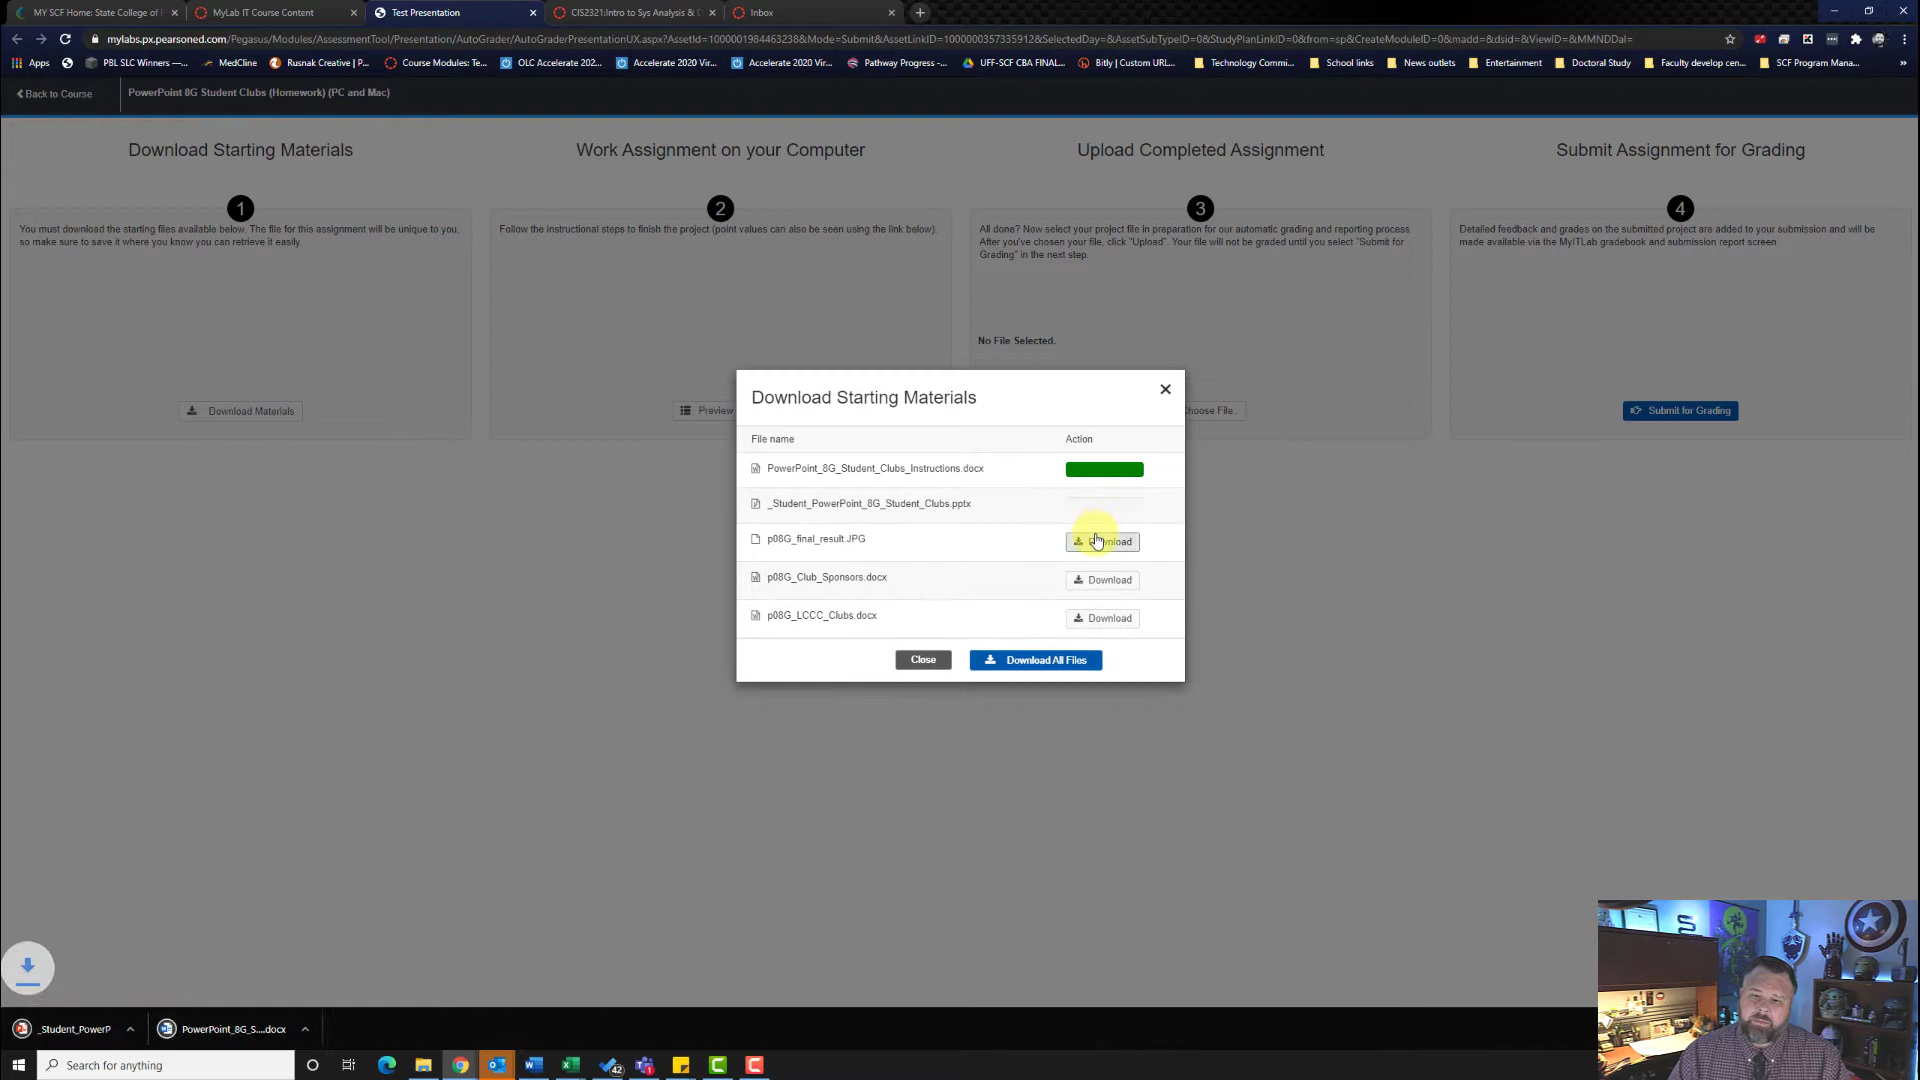 MY SCF Home: State College of F
MyLab IT Course Content
Test Presentation
CIS2321:Intro to Sys Analysis & D
Inbox
mylabs.px.pearsoned.com/Pegasus/Modules/AssessmentTool/Presentation/AutoGrader/AutoGraderPresentationUX.aspx?AssetId=1000001984463238&Mode=Submit&AssetLinkID=1000000357335912&SelectedDay=&AssetSubTypeID=0&StudyPlanLinkID=0&from=sp&CreateModuleID=0&madd=&dsid=&ViewID=&MMNDDal=
Apps
PBL SLC Winners —...
MedCline
Rusnak Creative | P...
Course Modules: Te...
OLC Accelerate 202...
Accelerate 2020 Vir...
Accelerate 2020 Vir...
Pathway Progress -...
UFF-SCF CBA FINAL...
Bitly | Custom URL...
Technology Commi...
School links
News outlets
Entertainment
Doctoral Study
Faculty develop cen...
SCF Program Mana...
»
Back to Course
PowerPoint 8G Student Clubs (Homework) (PC and Mac)
Download Starting Materials
Work Assignment on your Computer
Upload Completed Assignment
Submit Assignment for Grading
1
2
3
4
You must download the starting files available below. The file for this assignment will be unique to you,
so make sure to save it where you know you can retrieve it easily.
Follow the instructional steps to finish the project (point values can also be seen using the link below).
All done? Now select your project file in preparation for our automatic grading and reporting process.
After you've chosen your file, click "Upload". Your file will not be graded until you select "Submit for
Grading" in the next step.
Detailed feedback and grades on the submitted project are added to your submission and will be
made available via the MyITLab gradebook and submission report screen.
No File Selected.
Download Materials
Preview
hoose File..
Submit for Grading
Download Starting Materials
File name
Action
PowerPoint_8G_Student_Clubs_Instructions.docx
_Student_PowerPoint_8G_Student_Clubs.pptx
p08G_final_result.JPG
Download
p08G_Club_Sponsors.docx
Download
p08G_LCCC_Clubs.docx
Download
Close
Download All Files
_Student_PowerP
PowerPoint_8G_S....docx
Search for anything
42
1